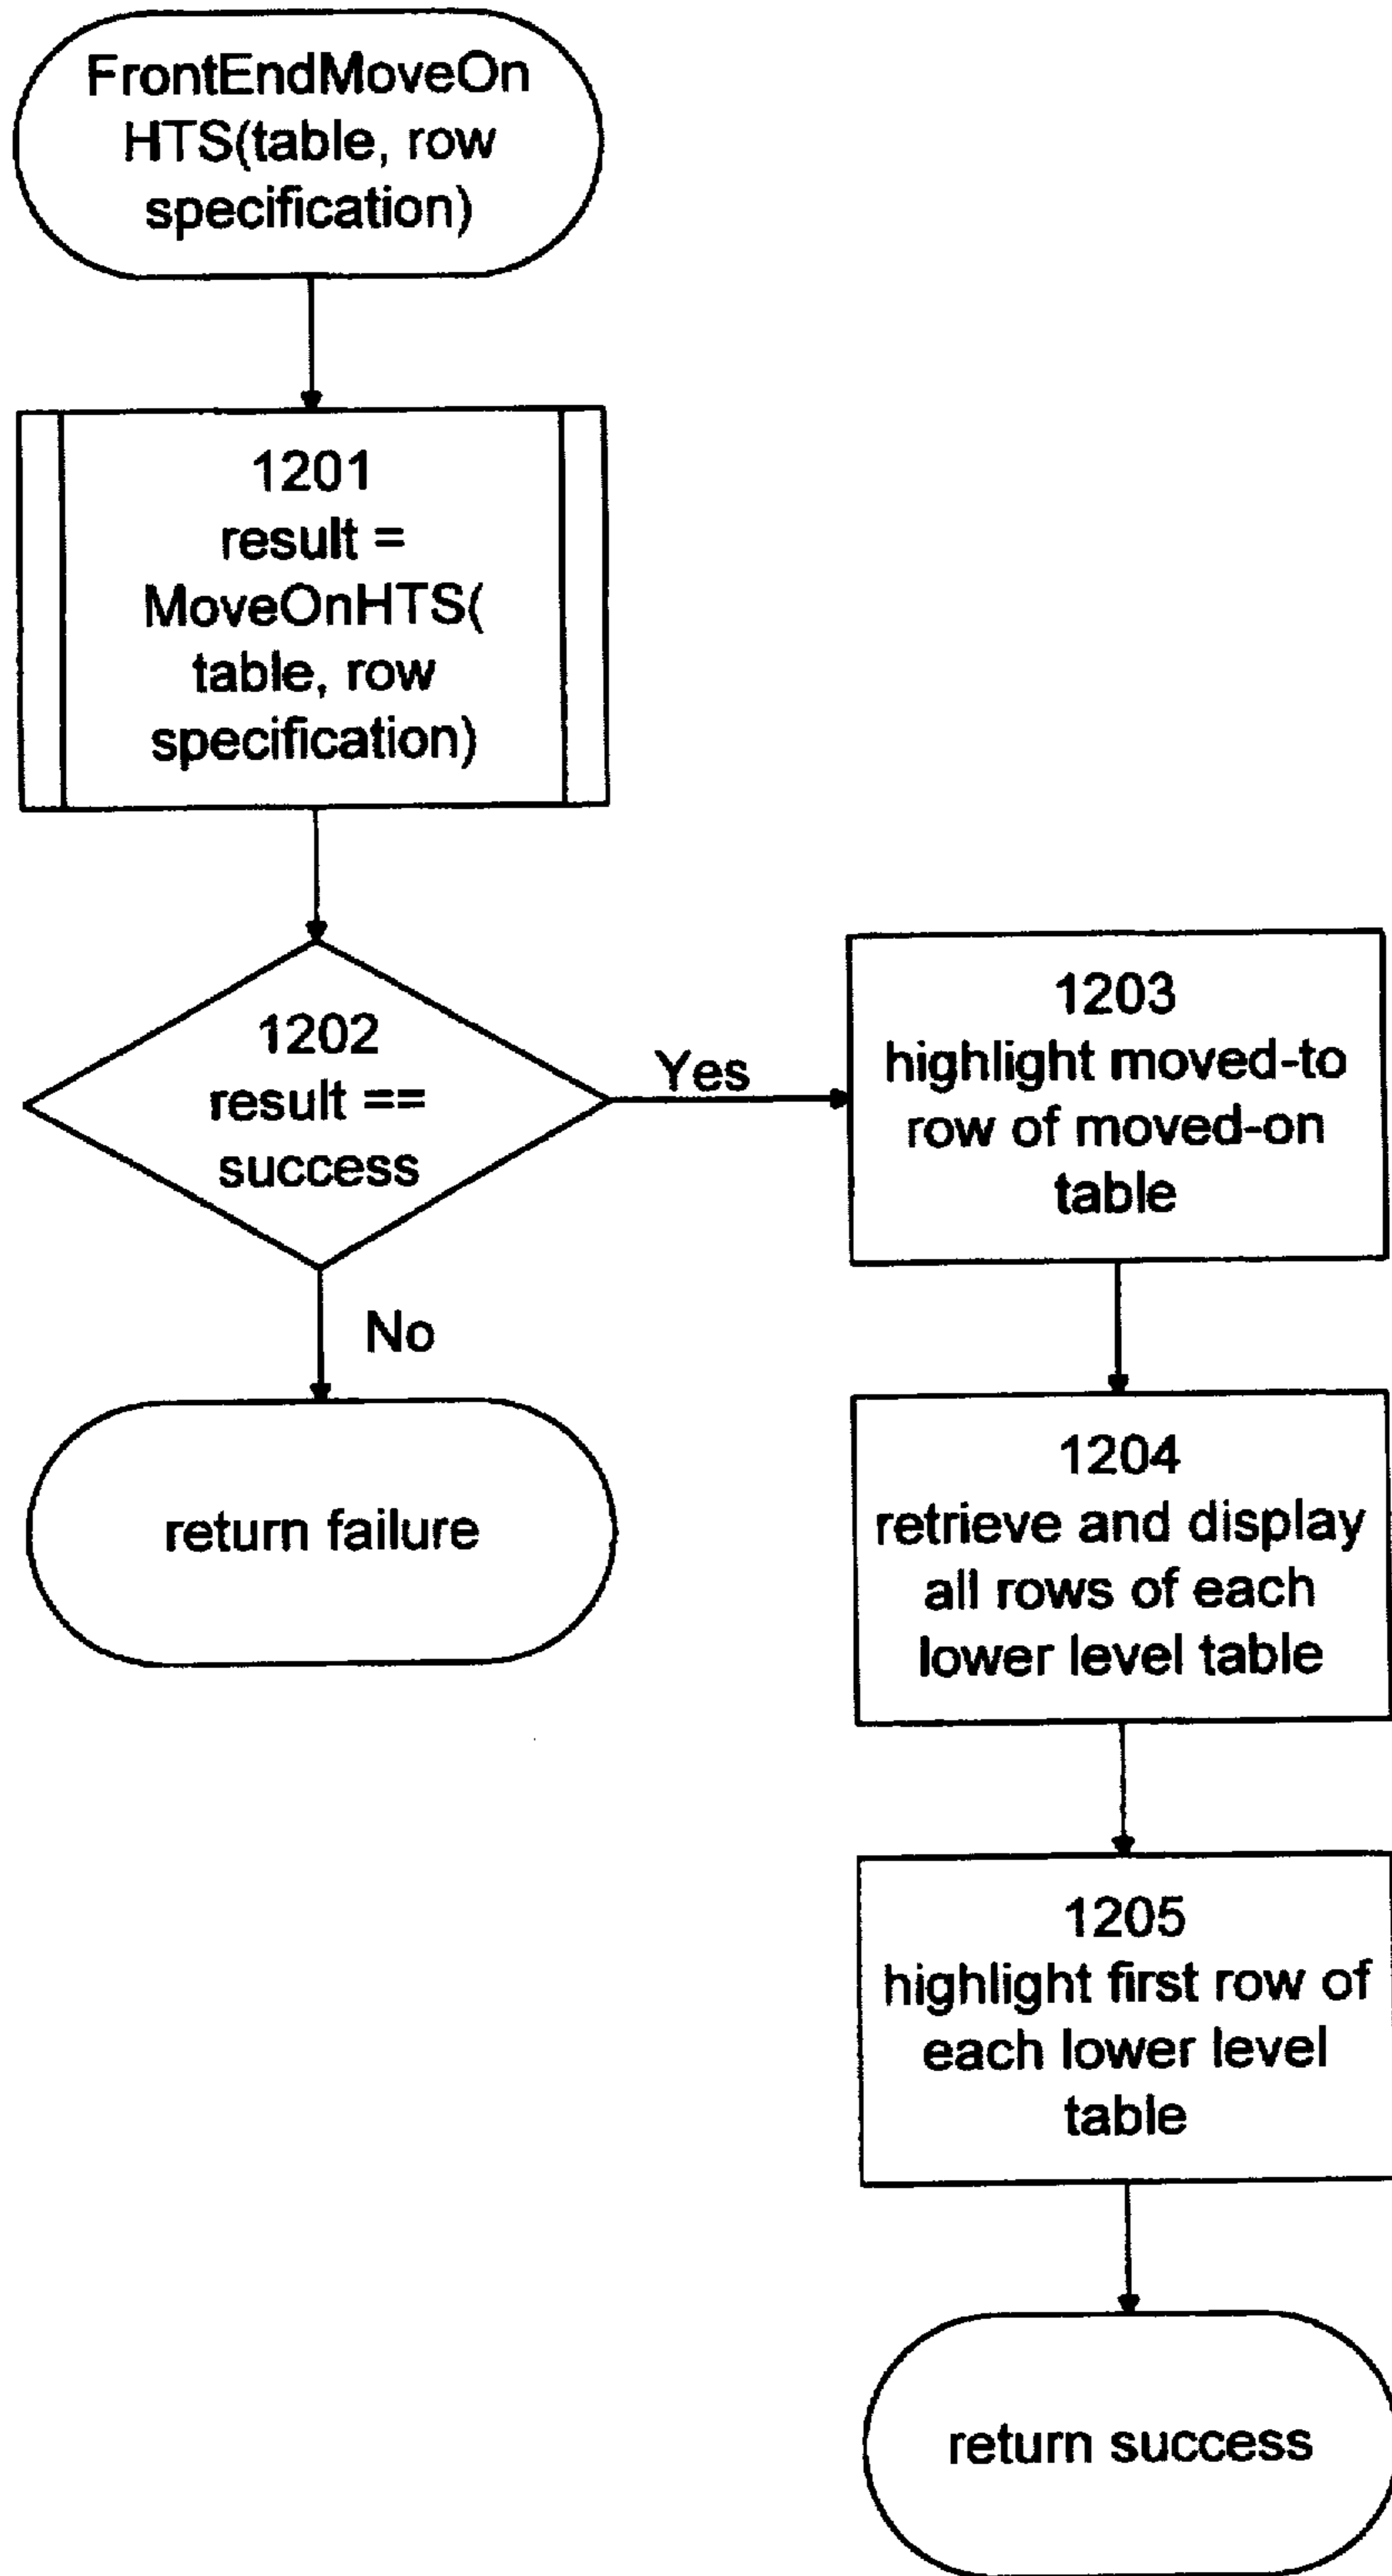 FrontEndMoveOn
HTS(table, row
specification)
1201
result =
MoveOnHTS(
table, row
specification)
1202
result ==
success
Yes
No
return failure
1203
highlight moved-to
row of moved-on
table
1204
retrieve and display
all rows of each
lower level table
1205
highlight first row of
each lower level
table
return success